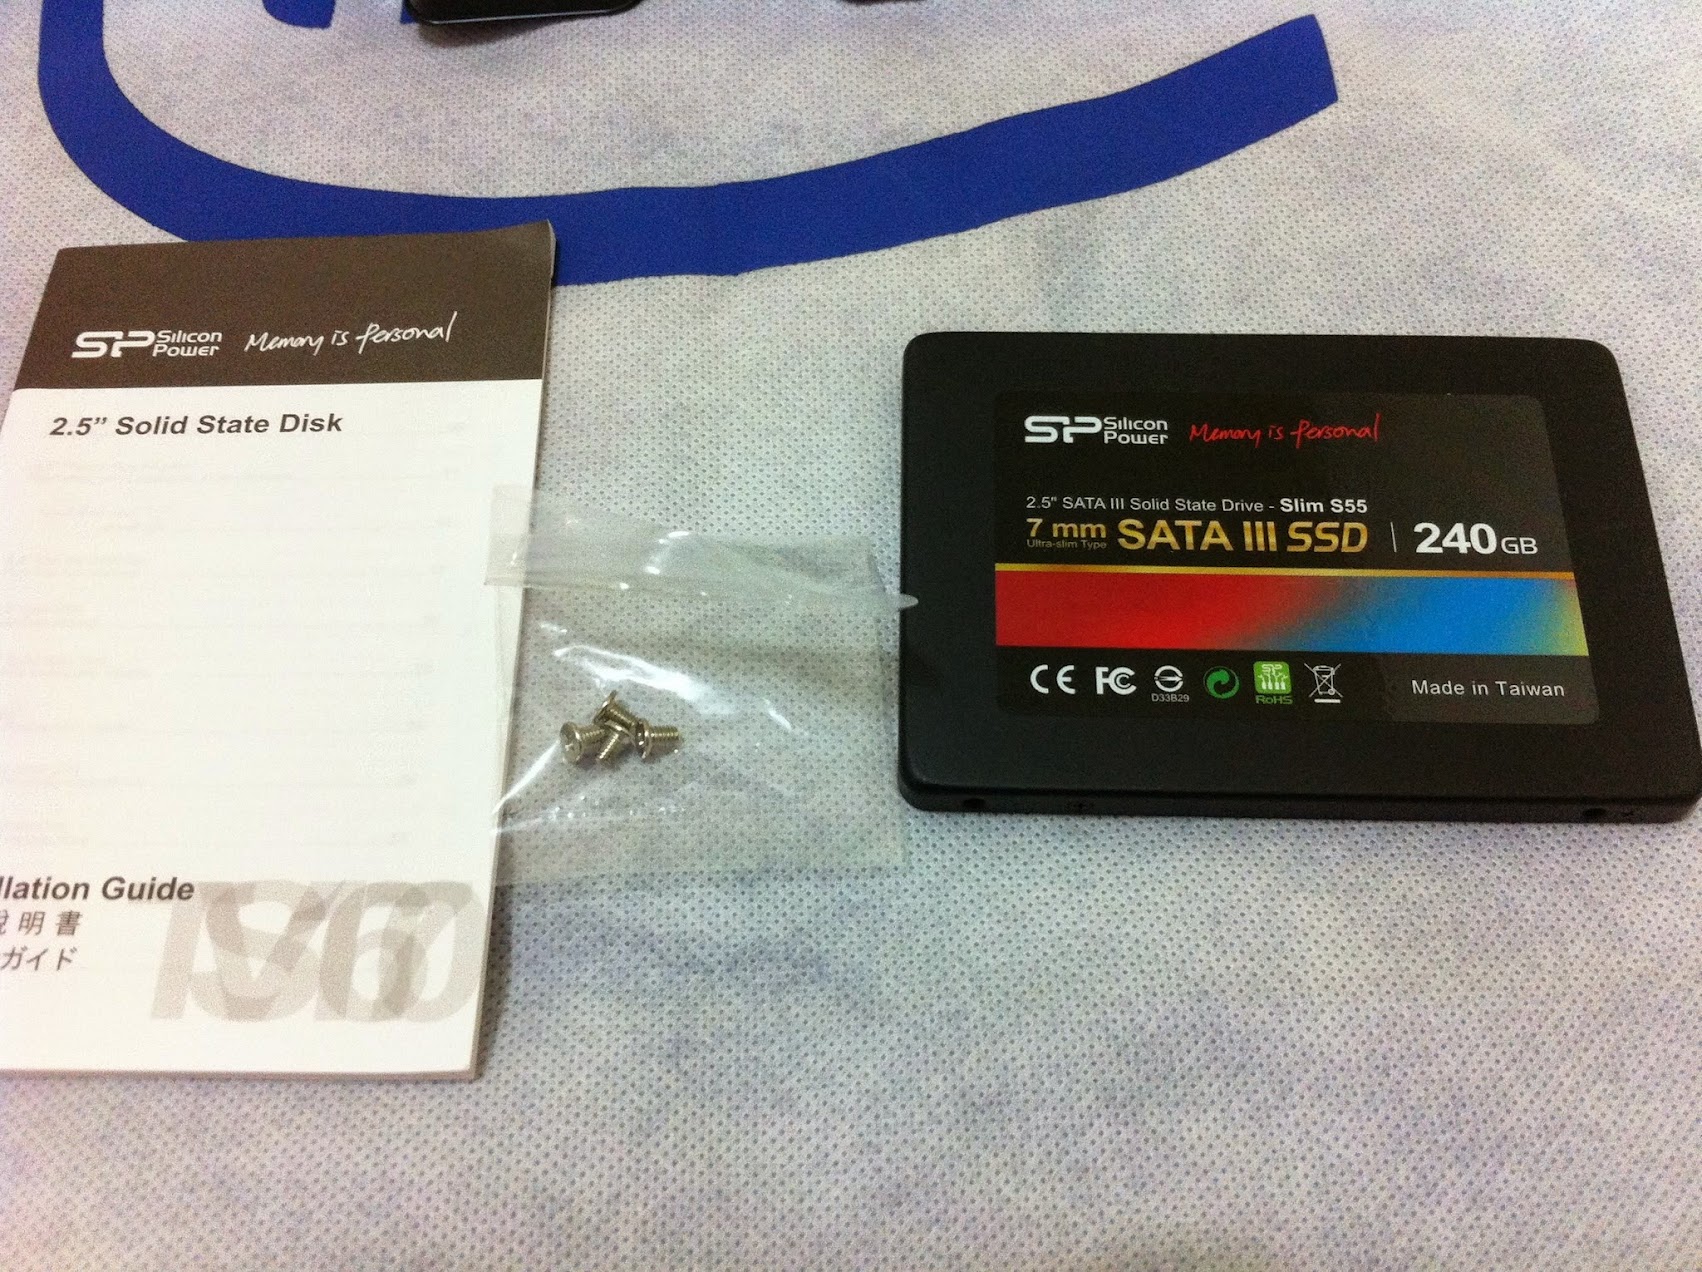 SP Silicon Power Memory is personal
2.5” Solid State Disk
llation Guide
明書
ガイド
SP Silicon Power Memory is personal
2.5" SATA III Solid State Drive - Slim S55
7 mm SATA III SSD | 240GB
Ultra-slim Type
CE FC D33B29 SP RoHS
Made in Taiwan